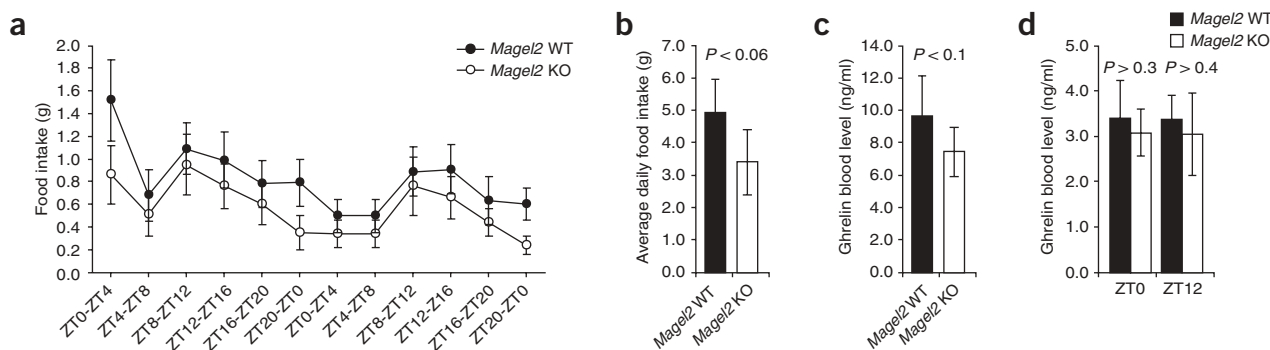 a
Food intake (g)
2.0
1.8
1.6
1.4
1.2
1.0
0.8
0.6
0.4
0.2
0.0
Magel2 WT
Magel2 KO
ZT0-ZT4
ZT4-ZT8
ZT8-ZT12
ZT12-ZT16
ZT16-ZT20
ZT20-ZT0
ZT0-ZT4
ZT4-ZT8
ZT8-ZT12
ZT12-Z16
ZT16-ZT20
ZT20-ZT0
b
Average daily food intake (g)
7.0
6.0
5.0
4.0
3.0
2.0
1.0
0.0
P < 0.06
Magel2 WT
Magel2 KO
c
Ghrelin blood level (ng/ml)
14.0
12.0
10.0
8.0
6.0
4.0
2.0
0.0
P < 0.1
Magel2 WT
Magel2 KO
d
Magel2 WT
Magel2 KO
Ghrelin blood level (ng/ml)
5.0
4.0
3.0
2.0
1.0
0.0
P > 0.3
P > 0.4
ZT0
ZT12